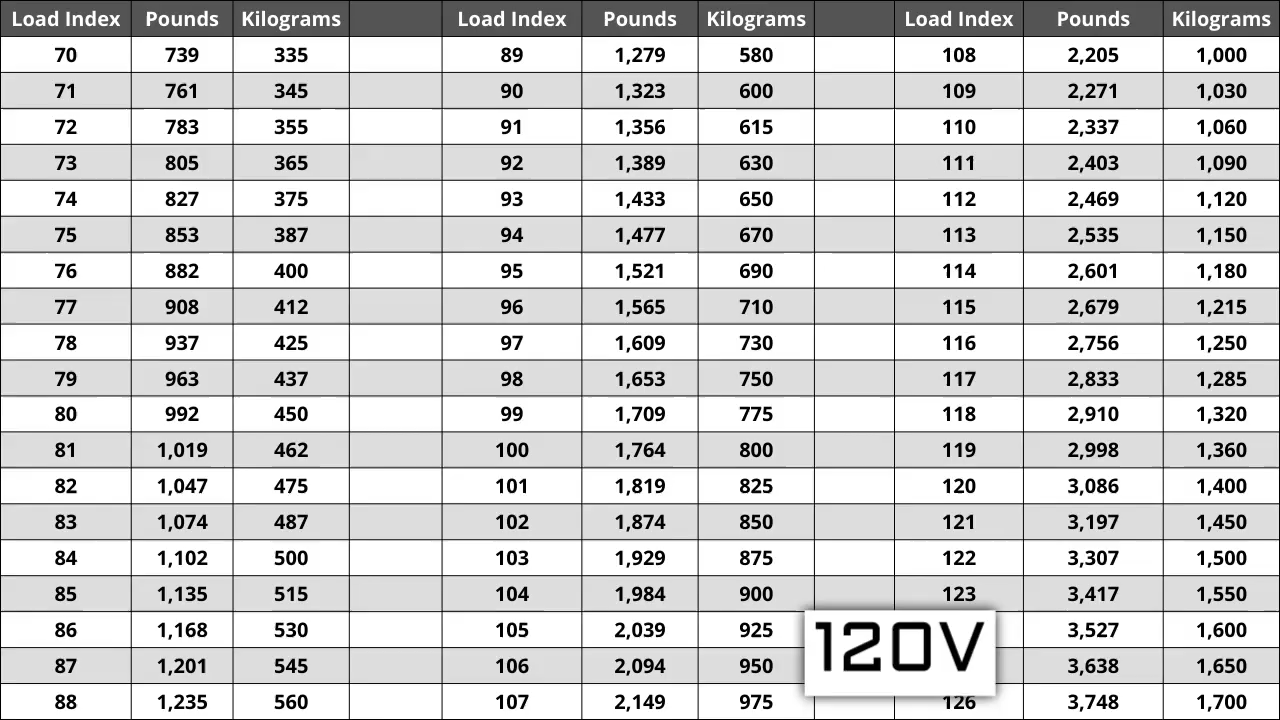 Load Index Pounds Kilograms Load Index Pounds Kilograms Load Index Pounds Kilograms
70 739 335 89 1,279 580 108 2,205 1,000
71 761 345 90 1,323 600 109 2,271 1,030
72 783 355 91 1,356 615 110 2,337 1,060
73 805 365 92 1,389 630 111 2,403 1,090
74 827 375 93 1,433 650 112 2,469 1,120
75 853 387 94 1,477 670 113 2,535 1,150
76 882 400 95 1,521 690 114 2,601 1,180
77 908 412 96 1,565 710 115 2,679 1,215
78 937 425 97 1,609 730 116 2,756 1,250
79 963 437 98 1,653 750 117 2,833 1,285
80 992 450 99 1,709 775 118 2,910 1,320
81 1,019 462 100 1,764 800 119 2,998 1,360
82 1,047 475 101 1,819 825 120 3,086 1,400
83 1,074 487 102 1,874 850 121 3,197 1,450
84 1,102 500 103 1,929 875 122 3,307 1,500
85 1,135 515 104 1,984 900 123 3,417 1,550
86 1,168 530 105 2,039 925 3,527 1,600
120V
87 1,201 545 106 2,094 950 3,638 1,650
88 1,235 560 107 2,149 975 126 3,748 1,700